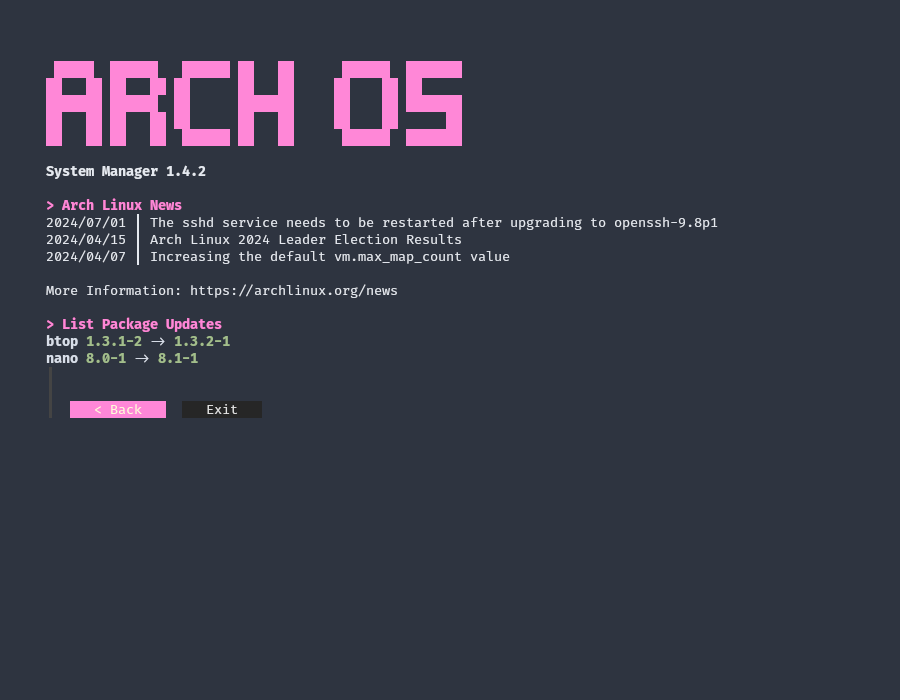 ARCH OS
System Manager 1.4.2
> Arch Linux News
2024/07/01 │ The sshd service needs to be restarted after upgrading to openssh-9.8p1
2024/04/15 │ Arch Linux 2024 Leader Election Results
2024/04/07 │ Increasing the default vm.max_map_count value
More Information: https://archlinux.org/news
> List Package Updates
btop 1.3.1-2 -> 1.3.2-1
nano 8.0-1 -> 8.1-1
< Back   Exit